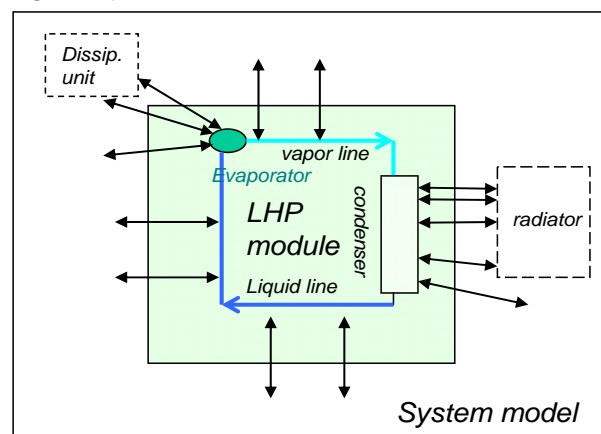 Dissip.
unit
vapor line
Evaporator
LHP
module
condenser
radiator
Liquid line
System model